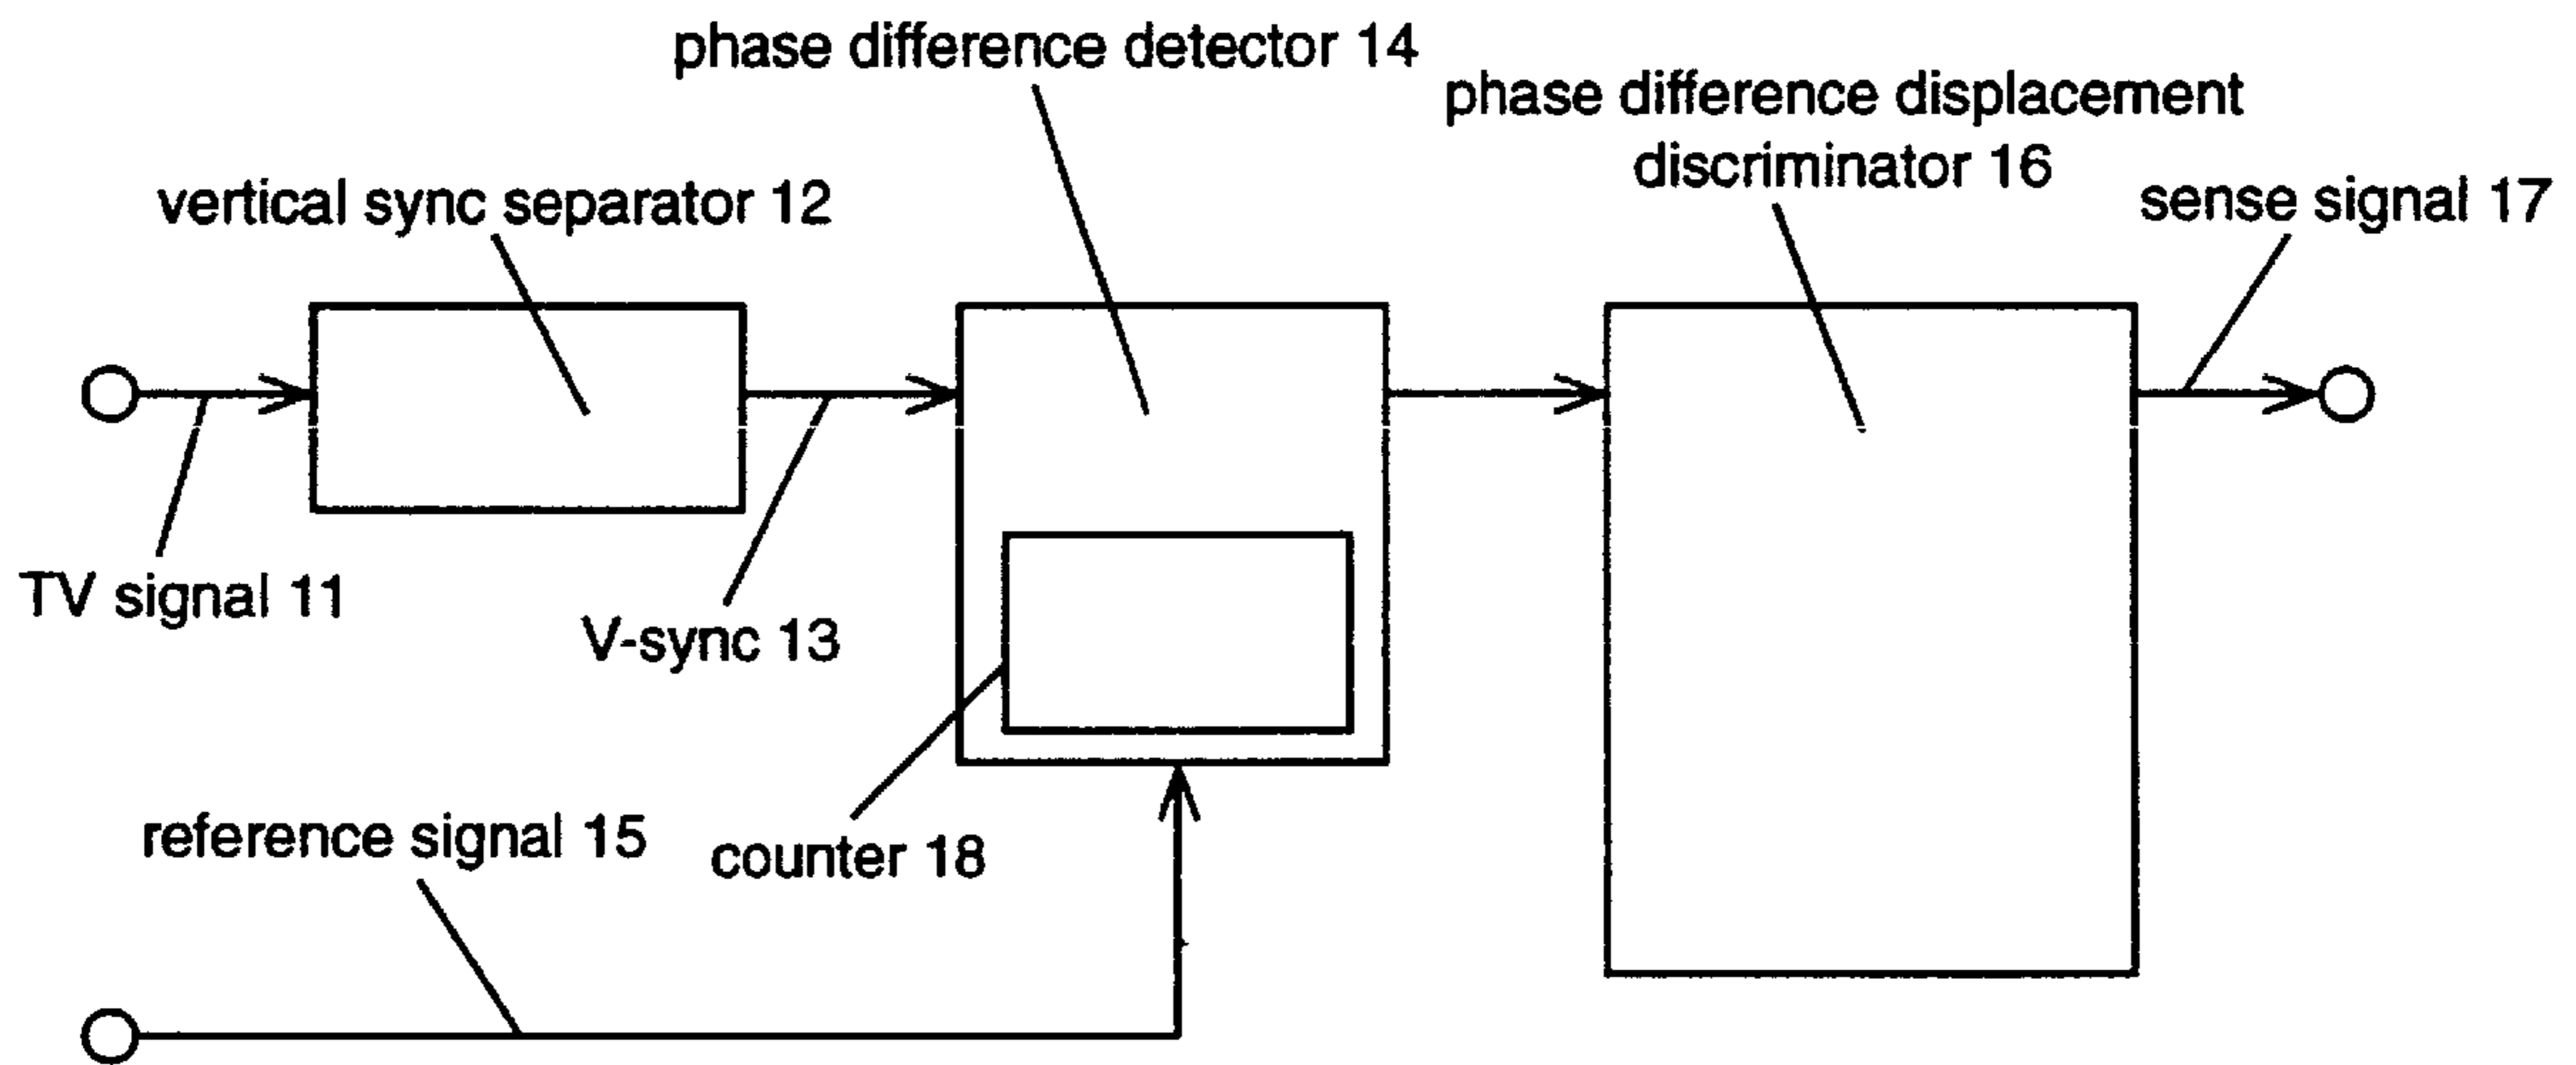 phase difference detector 14
phase difference displacement
discriminator 16
vertical sync separator 12
sense signal 17
TV signal 11
V-sync 13
reference signal 15
counter 18